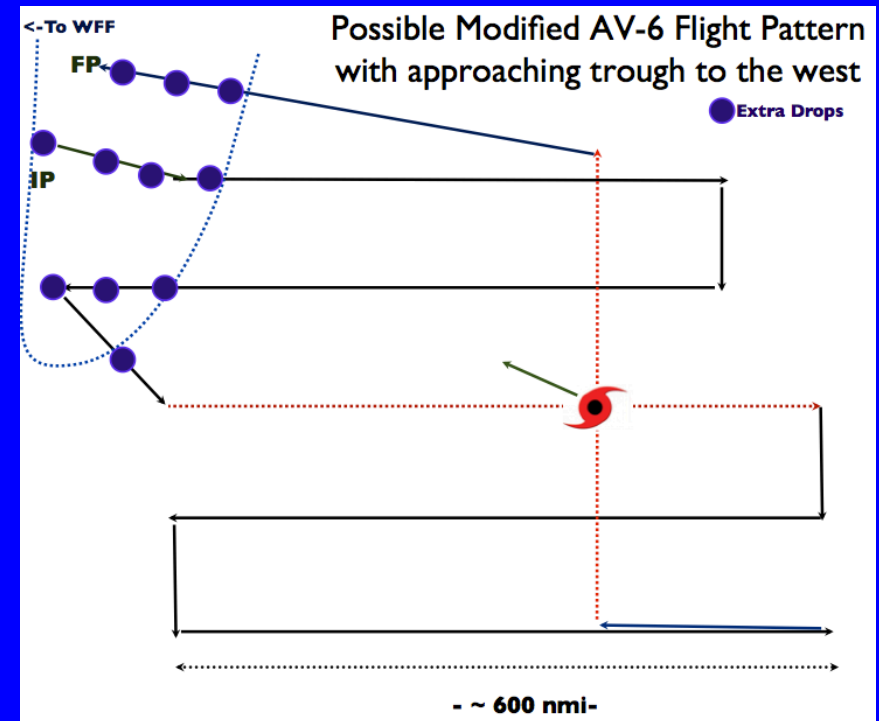 <-To WFF
Possible Modified AV-6 Flight Pattern
with approaching trough to the west
FP
Extra Drops
IP
- ~ 600 nmi-